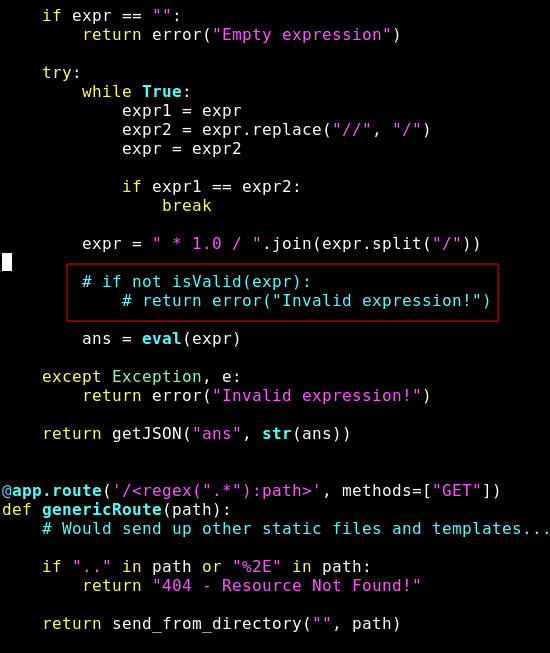 if expr == "":
return error("Empty expression")
try:
while True:
expr1 = expr
expr2 = expr.replace("//", "/")
expr = expr2
if expr1 == expr2:
break
expr = " * 1.0 / ".join(expr.split("/"))
# if not isValid(expr):
# return error("Invalid expression!")
ans = eval(expr)
except Exception, e:
return error("Invalid expression!")
return getJSON("ans", str(ans))
@app.route('/<regex(".*"):path>', methods=["GET"])
def genericRoute(path):
# Would send up other static files and templates...
if ".." in path or "%2E" in path:
return "404 - Resource Not Found!"
return send_from_directory("", path)